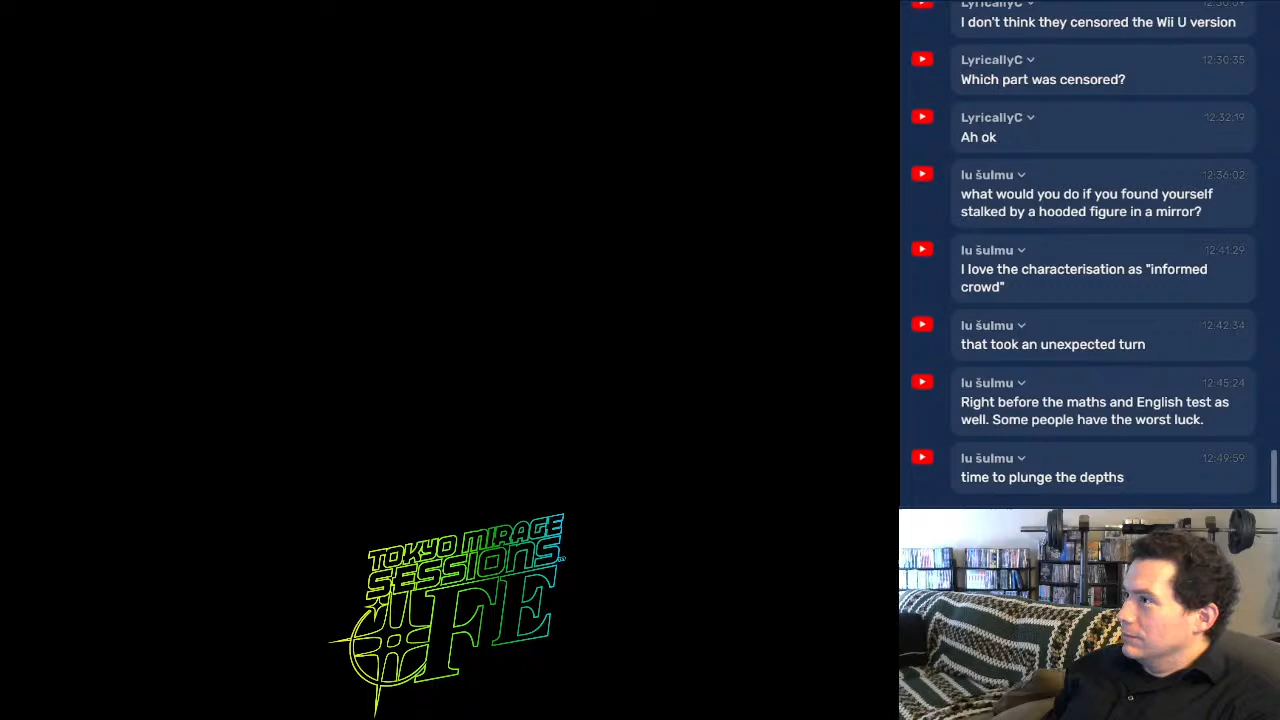 LyricallyC
I don't think they censored the Wii U version
LyricallyC 12:30:35
Which part was censored?
LyricallyC 12:32:19
Ah ok
lu šulmu 12:36:02
what would you do if you found yourself
stalked by a hooded figure in a mirror?
lu šulmu 12:41:29
I love the characterisation as "informed
crowd"
lu šulmu 12:42:34
that took an unexpected turn
lu šulmu 12:45:24
Right before the maths and English test as
well. Some people have the worst luck.
lu šulmu 12:49:59
time to plunge the depths
TOKYO MIRAGE
SESSIONS
#FE